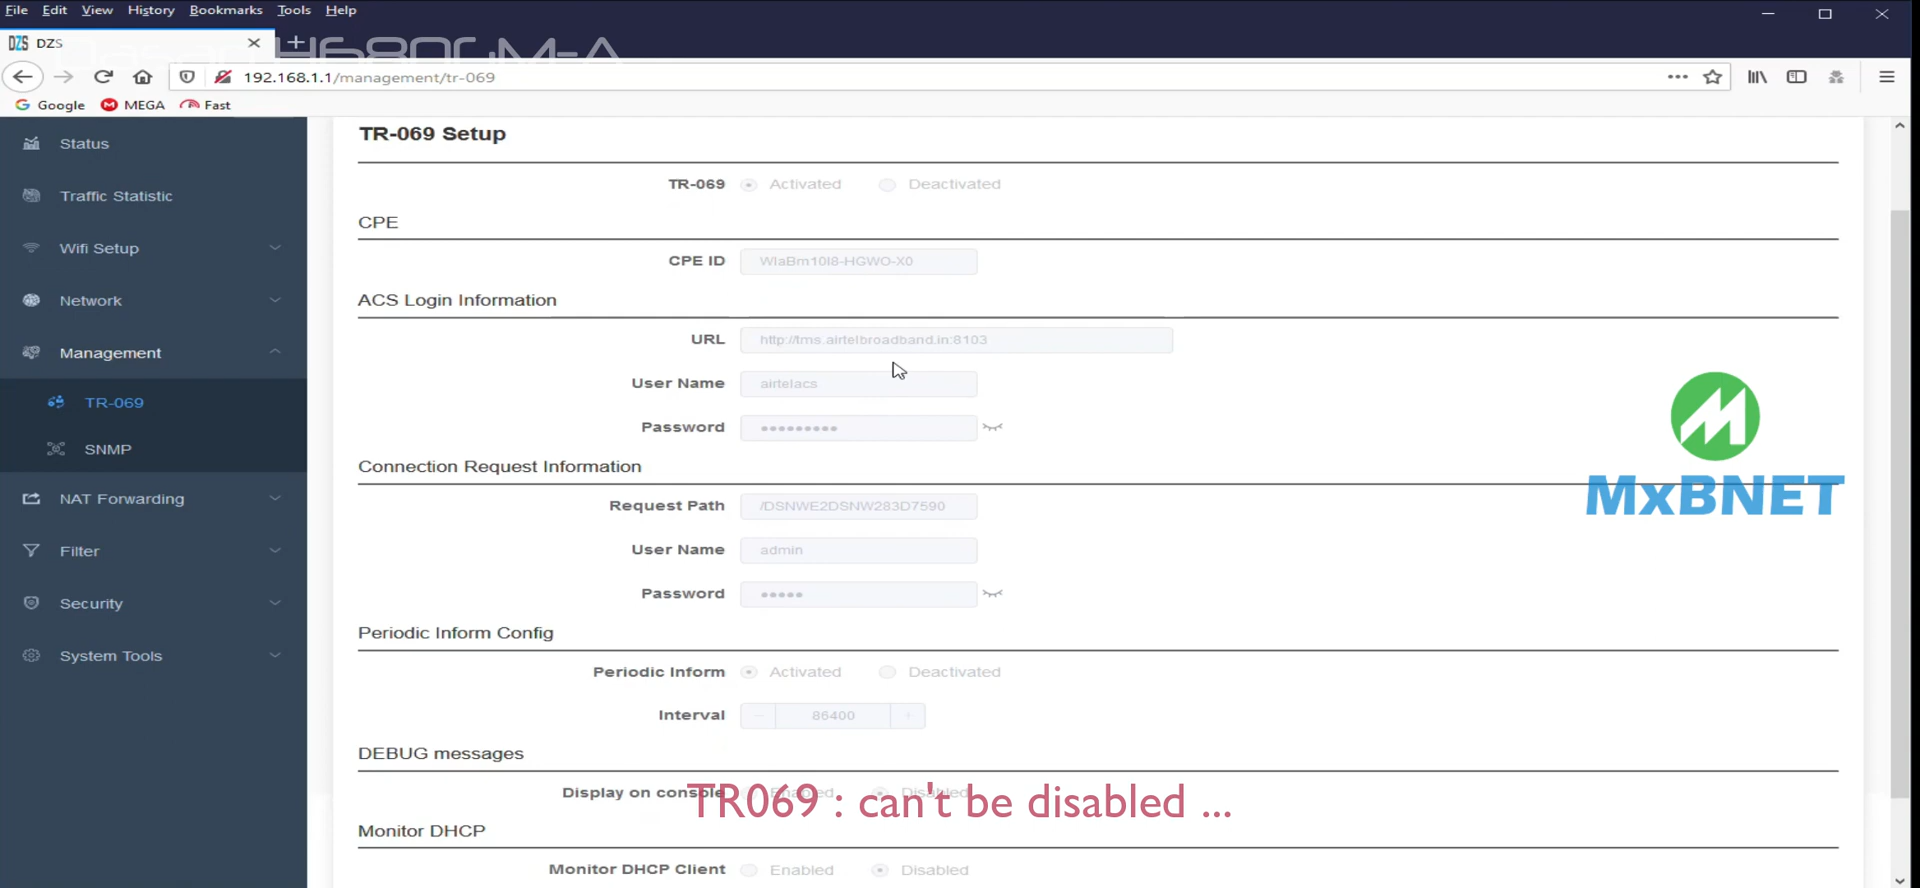 File Edit View History Bookmarks Tools Help
DZS DZS
192.168.1.1/management/tr-069
Google MEGA Fast
Status
Traffic Statistic
Wifi Setup
Network
Management
TR-069
SNMP
NAT Forwarding
Filter
Security
System Tools
TR-069 Setup
TR-069 Activated Deactivated
CPE
CPE ID
ACS Login Information
URL http://tms.airtelbroadband.in:8103
User Name airtelacs
Password •••••••••
Connection Request Information
Request Path /DSNWE2DSNW283D7590
User Name admin
Password •••••
Periodic Inform Config
Periodic Inform Activated Deactivated
Interval − 86400 +
DEBUG messages
Display on console Enabled Disabled
TR069 : can't be disabled ...
Monitor DHCP
Monitor DHCP Client Enabled Disabled
MxBNET